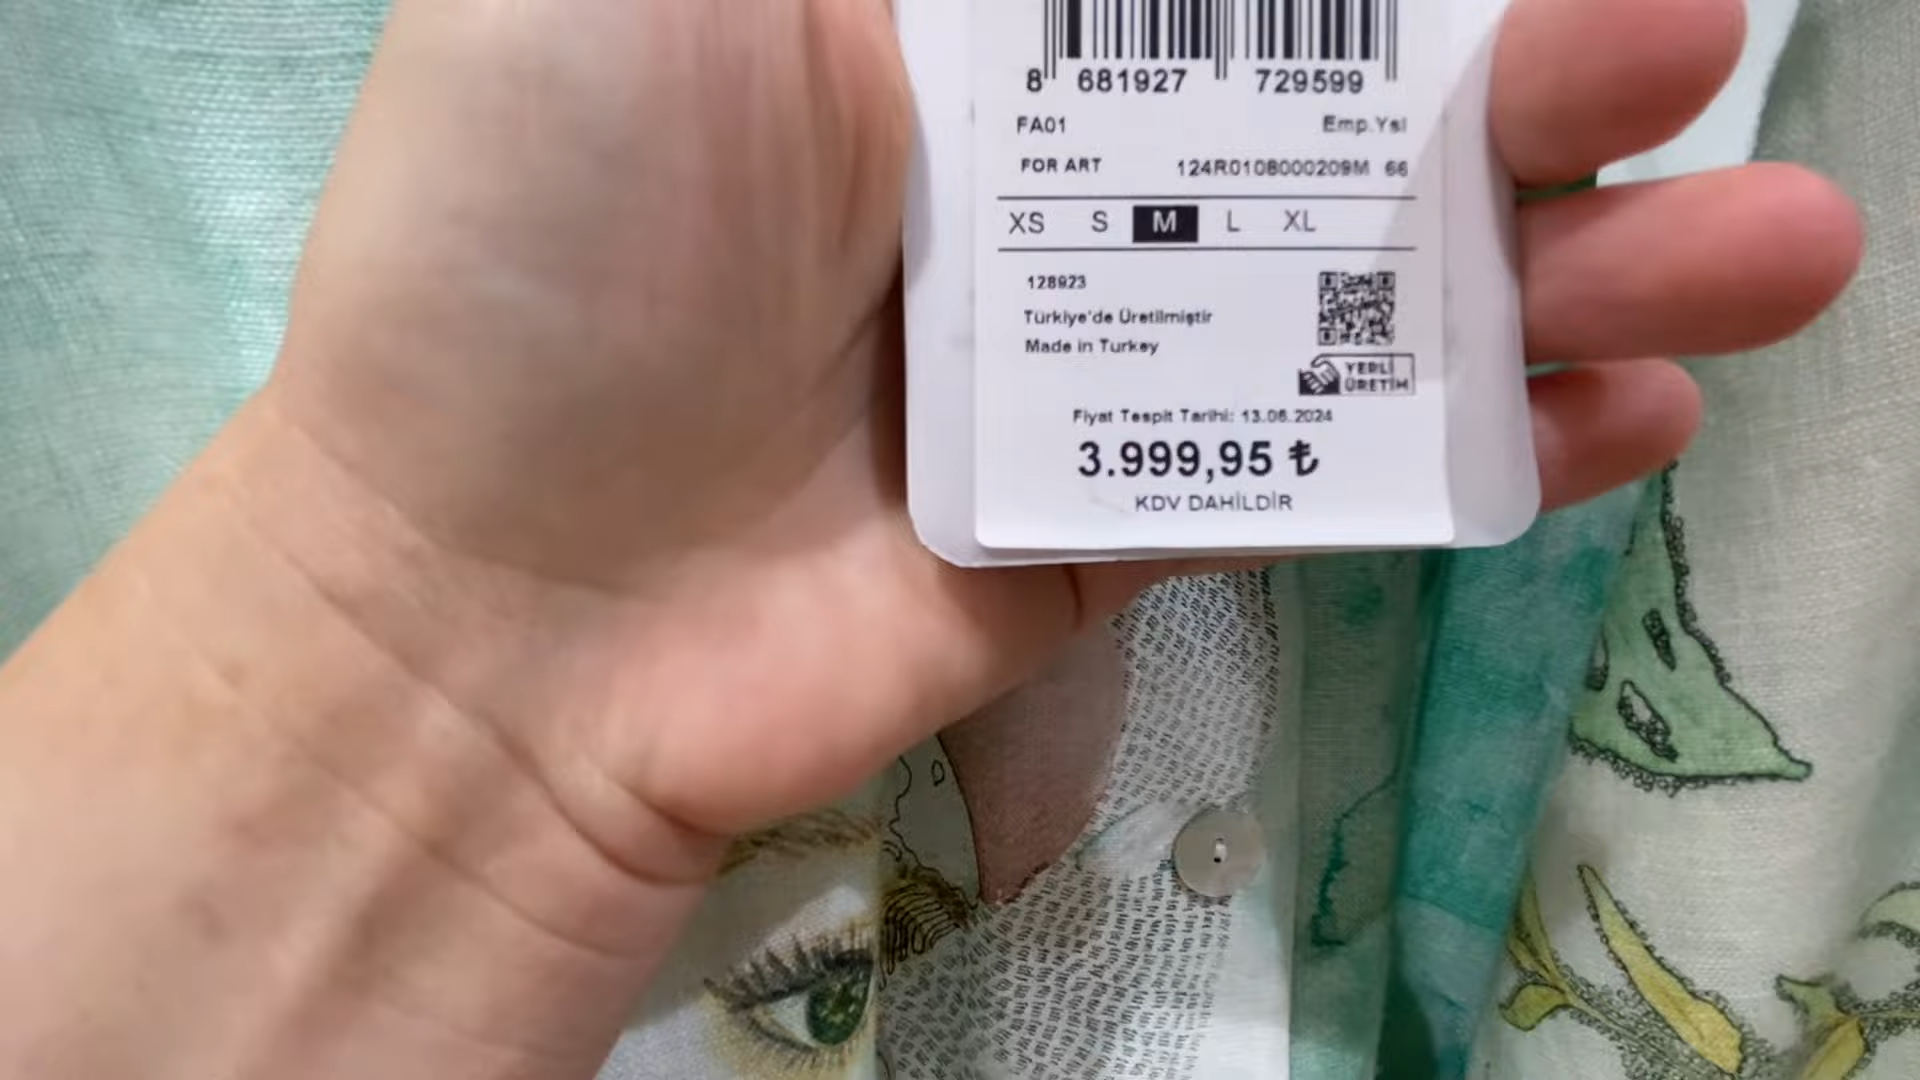 8 681927 729599
FA01 Emp.Ysl
FOR ART 124R0108000209M 66
XS S M L XL
128923
Türkiye'de Üretilmiştir
Made in Turkey
YERLİ
ÜRETİM
Fiyat Tespit Tarihi: 13.06.2024
3.999,95 ₺
KDV DAHİLDİR